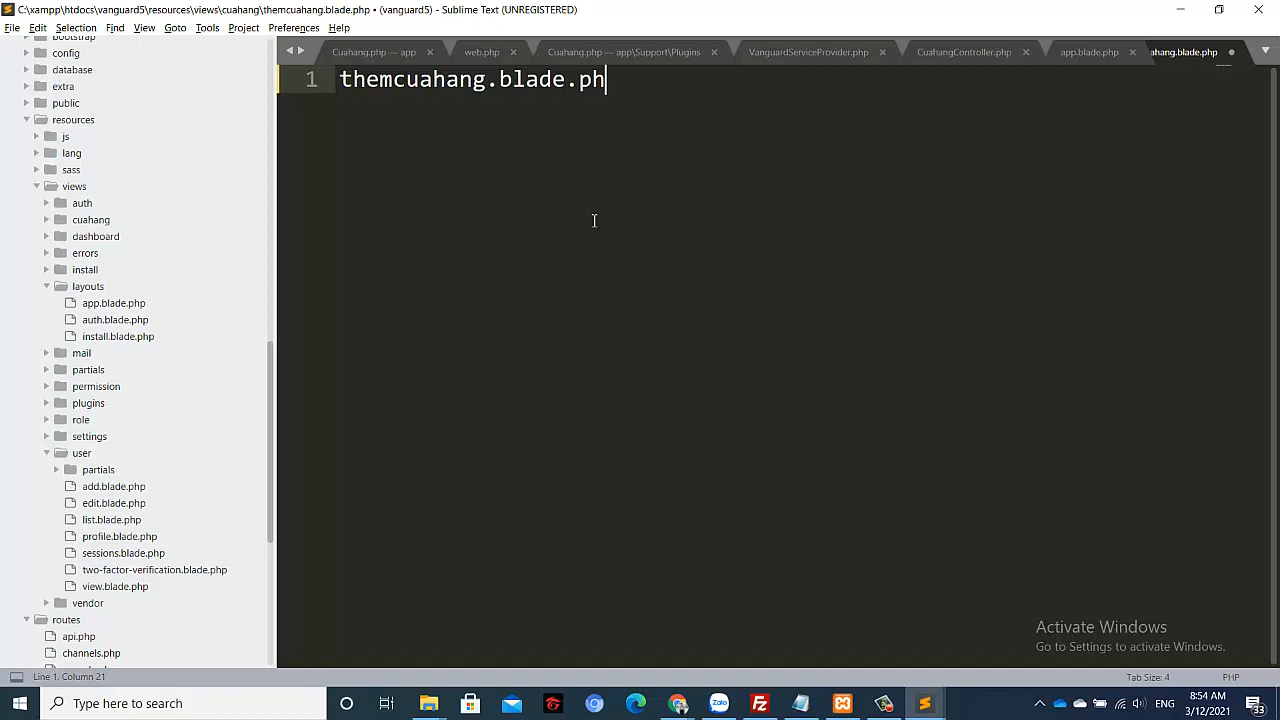 C:\xampp\htdocs\vanguard5\resources\views\cuahang\themcuahang.blade.php • (vanguard5) - Sublime Text (UNREGISTERED)
File Edit Selection Find View Goto Tools Project Preferences Help
bootstrap
config
database
extra
public
resources
js
lang
sass
views
auth
cuahang
dashboard
errors
install
layouts
app.blade.php
auth.blade.php
install.blade.php
mail
partials
permission
plugins
role
settings
user
partials
add.blade.php
edit.blade.php
list.blade.php
profile.blade.php
sessions.blade.php
two-factor-verification.blade.php
view.blade.php
vendor
routes
api.php
channels.php
Cuahang.php — app web.php Cuahang.php — app\Support\Plugins VanguardServiceProvider.php CuahangController.php app.blade.php ahang.blade.php
1 themcuahang.blade.ph
Activate Windows
Go to Settings to activate Windows.
Line 1, Column 21 Tab Size: 4 PHP
Type here to search
ENG
8:54 AM
3/12/2021
33